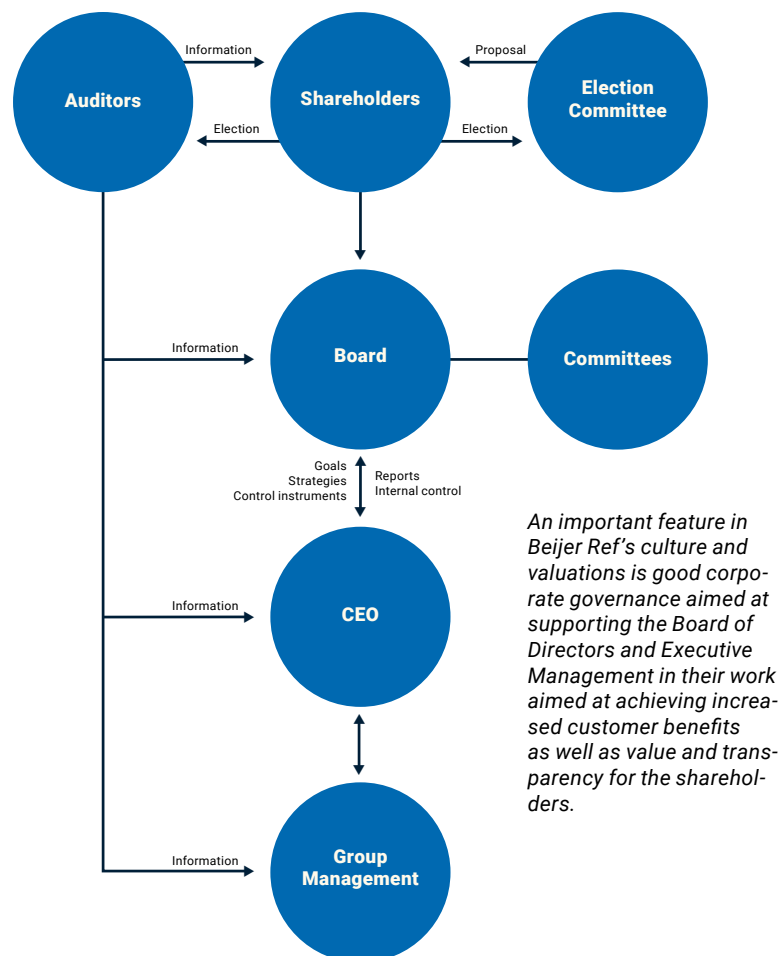 Information
Proposal
Auditors
Shareholders
Election
Committee
Election
Election
Information
Board
Committees
Goals
Strategies
Control instruments
Reports
Internal control
An important feature in
Beijer Ref’s culture and
valuations is good corpo-
rate governance aimed at
supporting the Board of
Directors and Executive
Management in their work
aimed at achieving increa-
sed customer benefits
as well as value and trans-
parency for the sharehol-
ders.
Information
CEO
Information
Group
Management